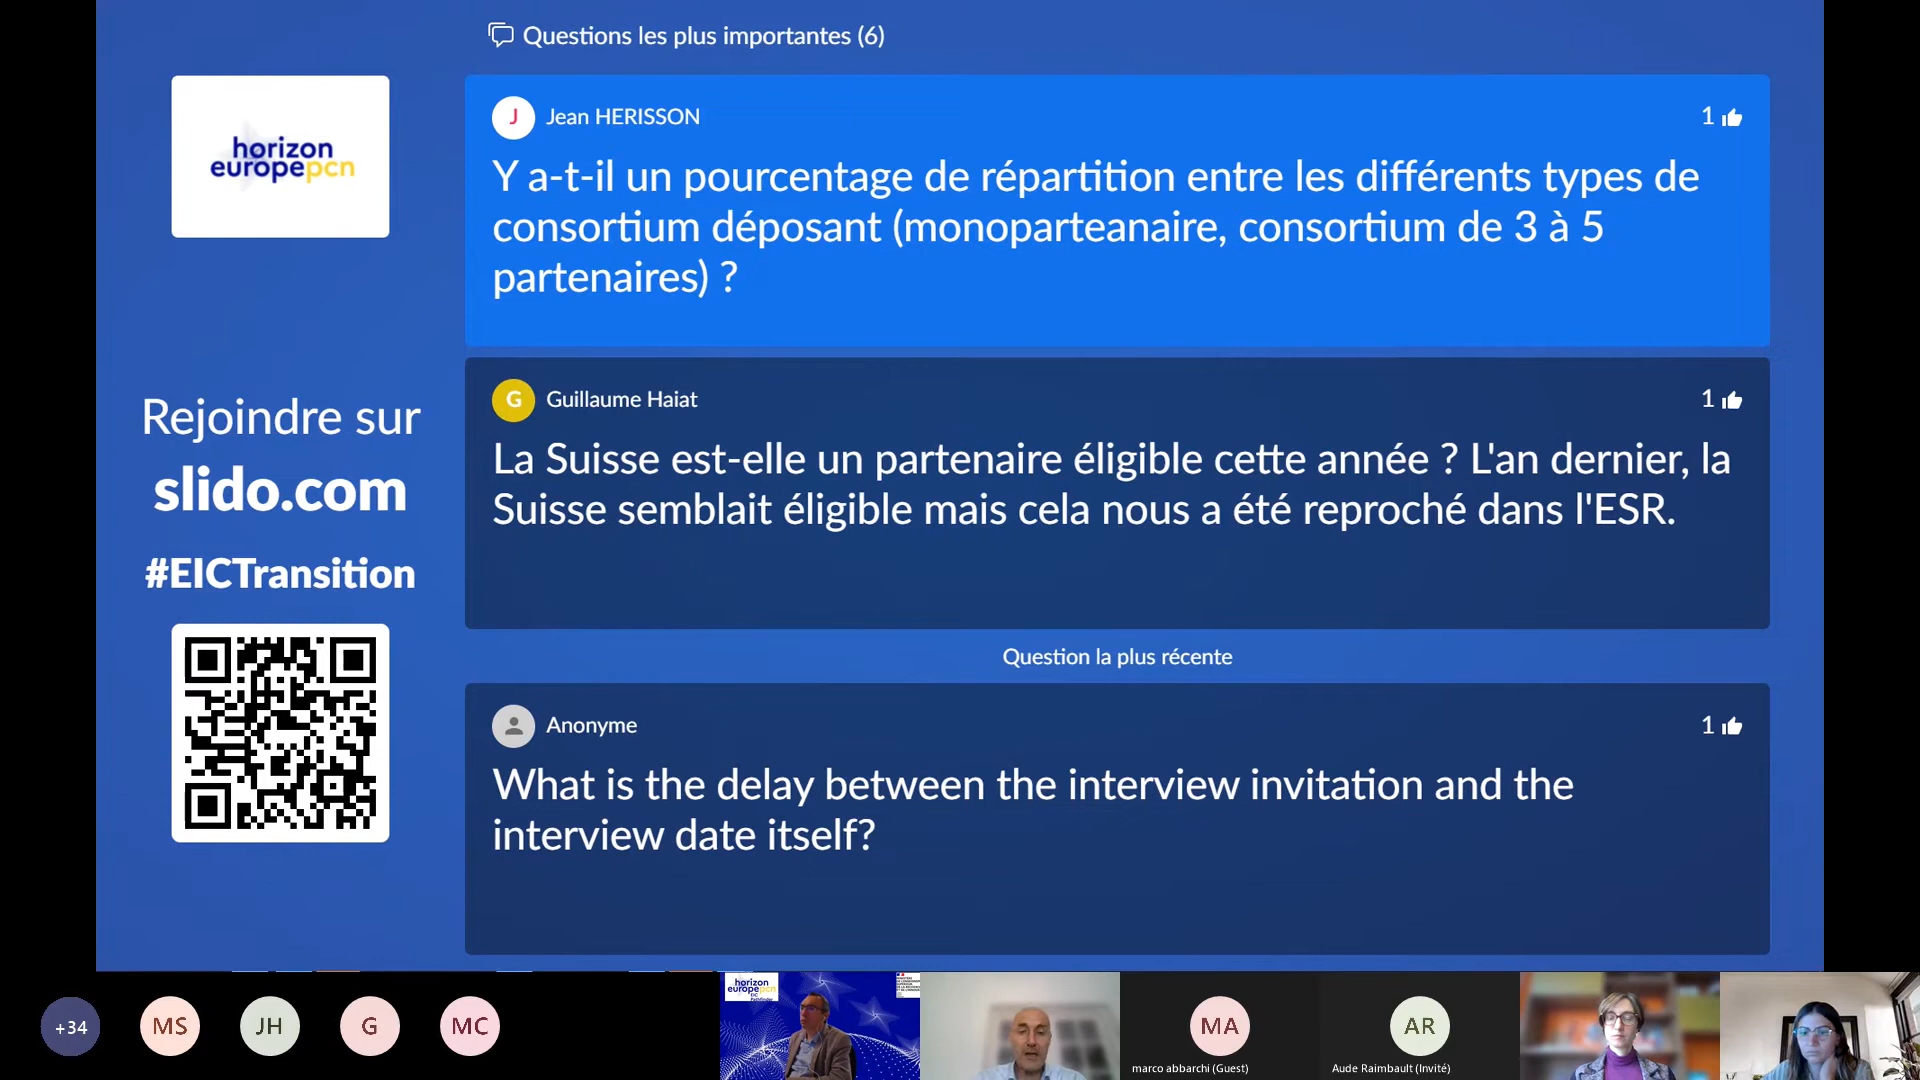 Questions les plus importantes (6)
horizon
europepcn
Rejoindre sur
slido.com
#EICTransition
J
Jean HERISSON
1
Y a-t-il un pourcentage de répartition entre les différents types de
consortium déposant (monoparteanaire, consortium de 3 à 5
partenaires) ?
G
Guillaume Haiat
1
La Suisse est-elle un partenaire éligible cette année ? L'an dernier, la
Suisse semblait éligible mais cela nous a été reproché dans l'ESR.
Question la plus récente
Anonyme
1
What is the delay between the interview invitation and the
interview date itself?
+34
MS
JH
G
MC
horizon
europepcn
EIC
Pathfinder
MA
marco abbarchi (Guest)
AR
Aude Raimbault (Invité)